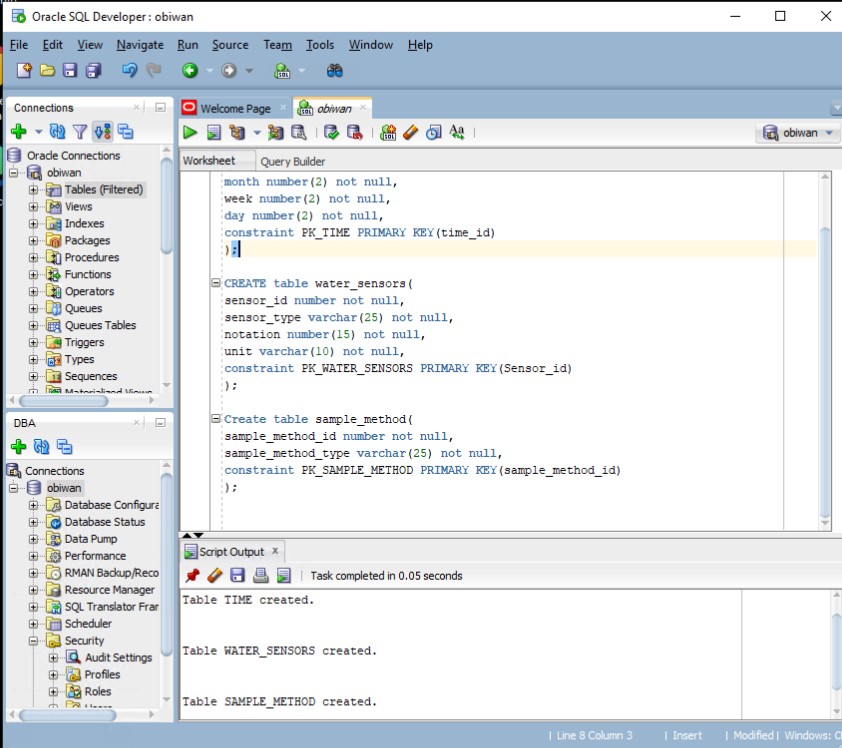 Oracle SQL Developer : obiwan
File Edit View Navigate Run Source Team Tools Window Help
Connections
Oracle Connections
obiwan
Tables (Filtered)
Views
Indexes
Packages
Procedures
Functions
Operators
Queues
Queues Tables
Triggers
Types
Sequences
Materialized Views
DBA
Connections
obiwan
Database Configura
Database Status
Data Pump
Performance
RMAN Backup/Reco
Resource Manager
SQL Translator Fran
Scheduler
Security
Audit Settings
Profiles
Roles
Users
Welcome Page obiwan
obiwan
Worksheet Query Builder
month number(2) not null,
week number(2) not null,
day number(2) not null,
constraint PK_TIME PRIMARY KEY(time_id)
);
CREATE table water_sensors(
sensor_id number not null,
sensor_type varchar(25) not null,
notation number(15) not null,
unit varchar(10) not null,
constraint PK_WATER_SENSORS PRIMARY KEY(Sensor_id)
);
Create table sample_method(
sample_method_id number not null,
sample_method_type varchar(25) not null,
constraint PK_SAMPLE_METHOD PRIMARY KEY(sample_method_id)
);
Script Output x
Task completed in 0.05 seconds
Table TIME created.
Table WATER_SENSORS created.
Table SAMPLE_METHOD created.
| Line 8 Column 3 | Insert | Modified | Windows: C